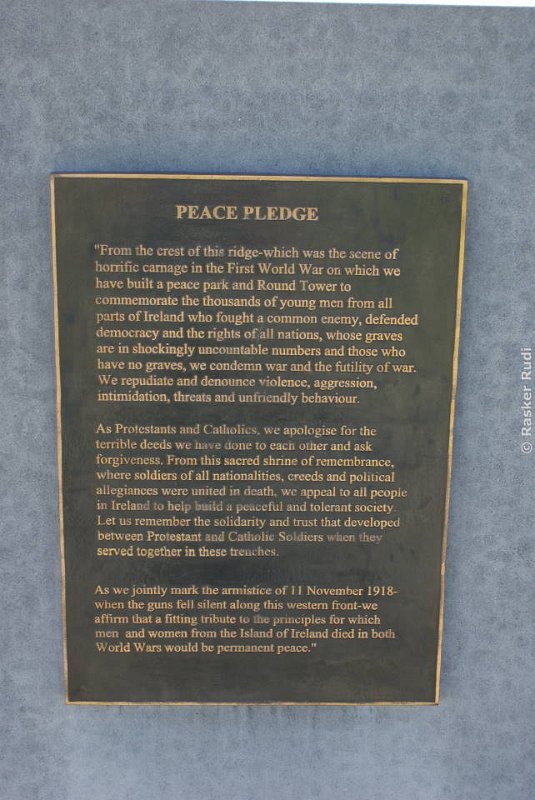 PEACE PLEDGE
"From the crest of this ridge-which was the scene of
horrific carnage in the First World War on which we
have built a peace park and Round Tower to
commemorate the thousands of young men from all
parts of Ireland who fought a common enemy, defended
democracy and the rights of all nations, whose graves
are in shockingly uncountable numbers and those who
have no graves, we condemn war and the futility of war.
We repudiate and denounce violence, aggression,
intimidation, threats and unfriendly behaviour.
As Protestants and Catholics, we apologise for the
terrible deeds we have done to each other and ask
forgiveness. From this sacred shrine of remembrance,
where soldiers of all nationalities, creeds and political
allegiances were united in death, we appeal to all people
in Ireland to help build a peaceful and tolerant society.
Let us remember the solidarity and trust that developed
between Protestant and Catholic Soldiers when they
served together in these trenches.
As we jointly mark the armistice of 11 November 1918-
when the guns fell silent along this western front-we
affirm that a fitting tribute to the principles for which
men and women from the Island of Ireland died in both
World Wars would be permanent peace."
© Rasker Rudi